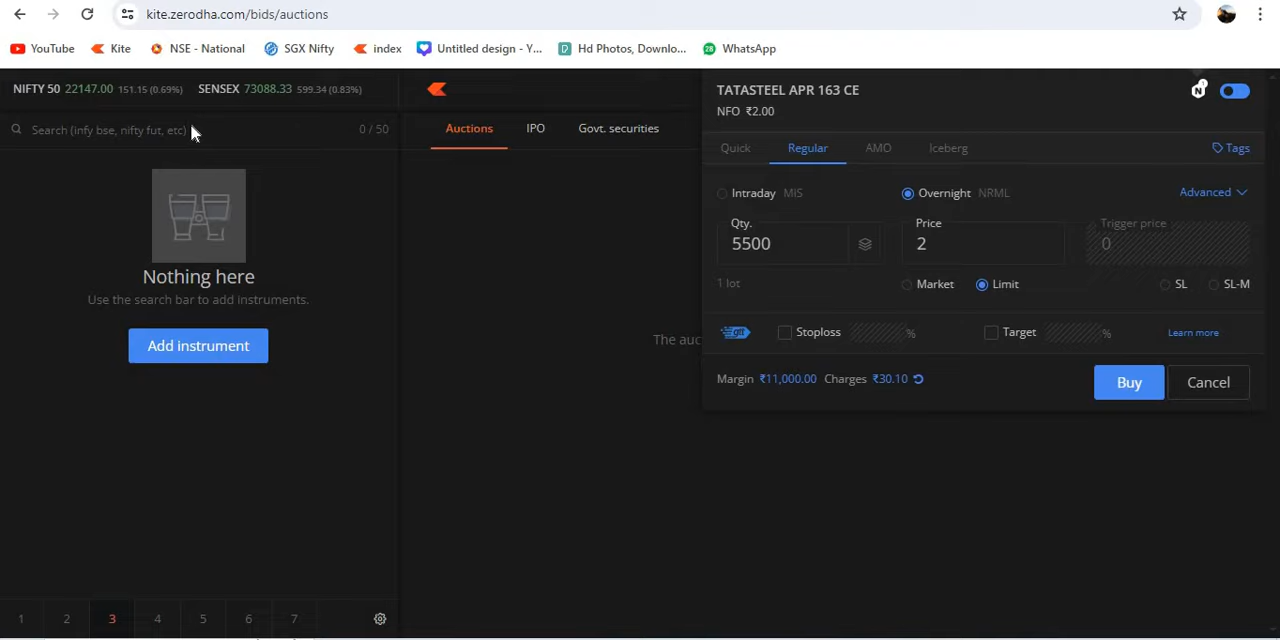 kite.zerodha.com/bids/auctions
YouTube Kite NSE - National SGX Nifty index Untitled design - Y... Hd Photos, Downlo... 28 WhatsApp
NIFTY 50 22147.00 151.15 (0.69%) SENSEX 73088.33 599.34 (0.83%)
Search (infy bse, nifty fut, etc) 0 / 50
Nothing here
Use the search bar to add instruments.
Add instrument
1 2 3 4 5 6 7
Auctions IPO Govt. securities
The auc
TATASTEEL APR 163 CE
N 1
NFO ₹2.00
Quick Regular AMO Iceberg Tags
Intraday MIS Overnight NRML Advanced
Qty. Price Trigger price
5500 2 0
1 lot Market Limit SL SL-M
gtt Stoploss % Target % Learn more
Margin ₹11,000.00 Charges ₹30.10 Buy Cancel